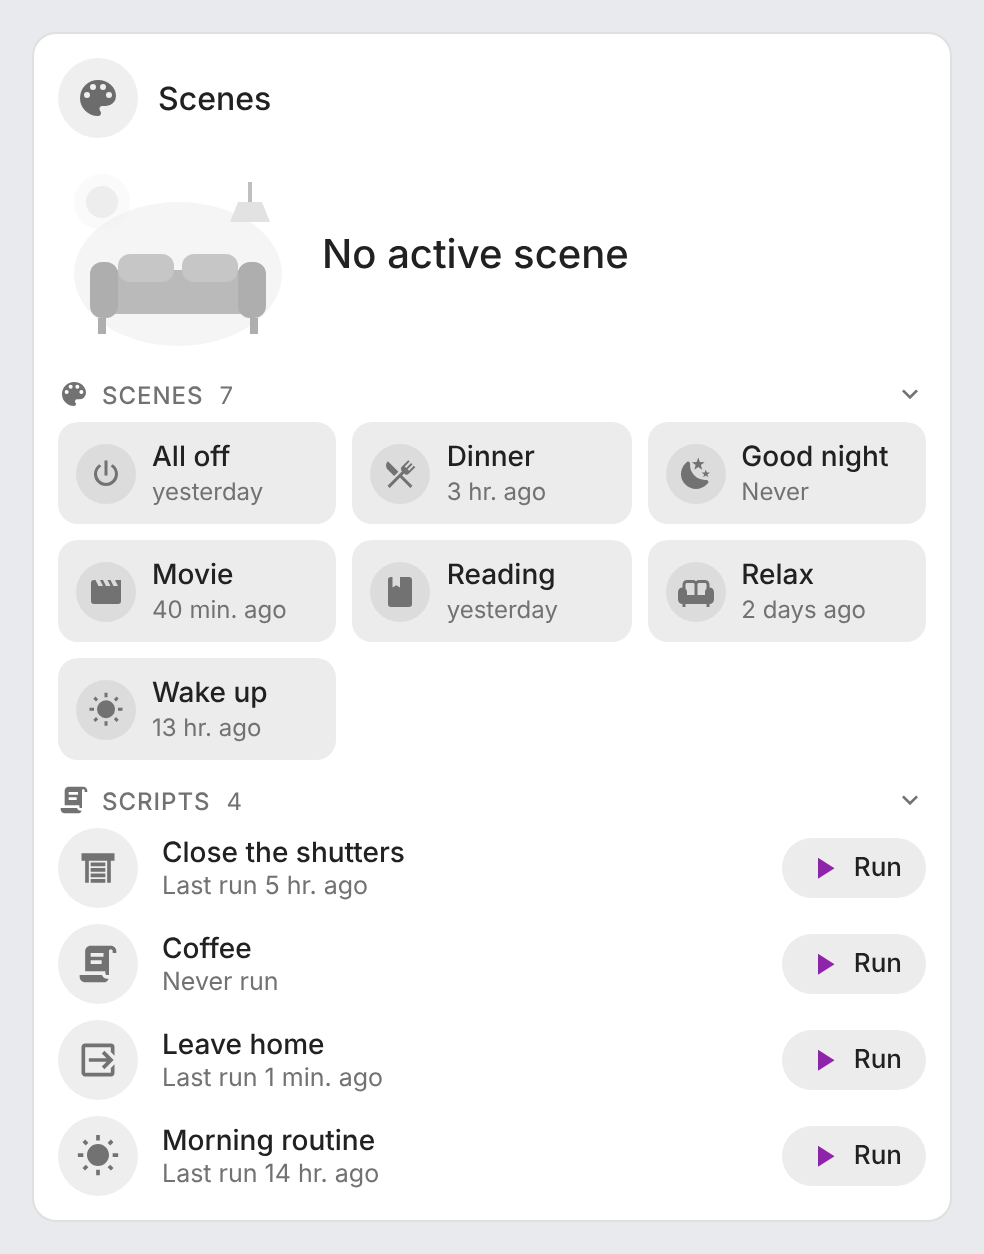 Scenes
No active scene
SCENES 7
All off
yesterday
Dinner
3 hr. ago
Good night
Never
Movie
40 min. ago
Reading
yesterday
Relax
2 days ago
Wake up
13 hr. ago
SCRIPTS 4
Close the shutters
Last run 5 hr. ago
Run
Coffee
Never run
Run
Leave home
Last run 1 min. ago
Run
Morning routine
Last run 14 hr. ago
Run